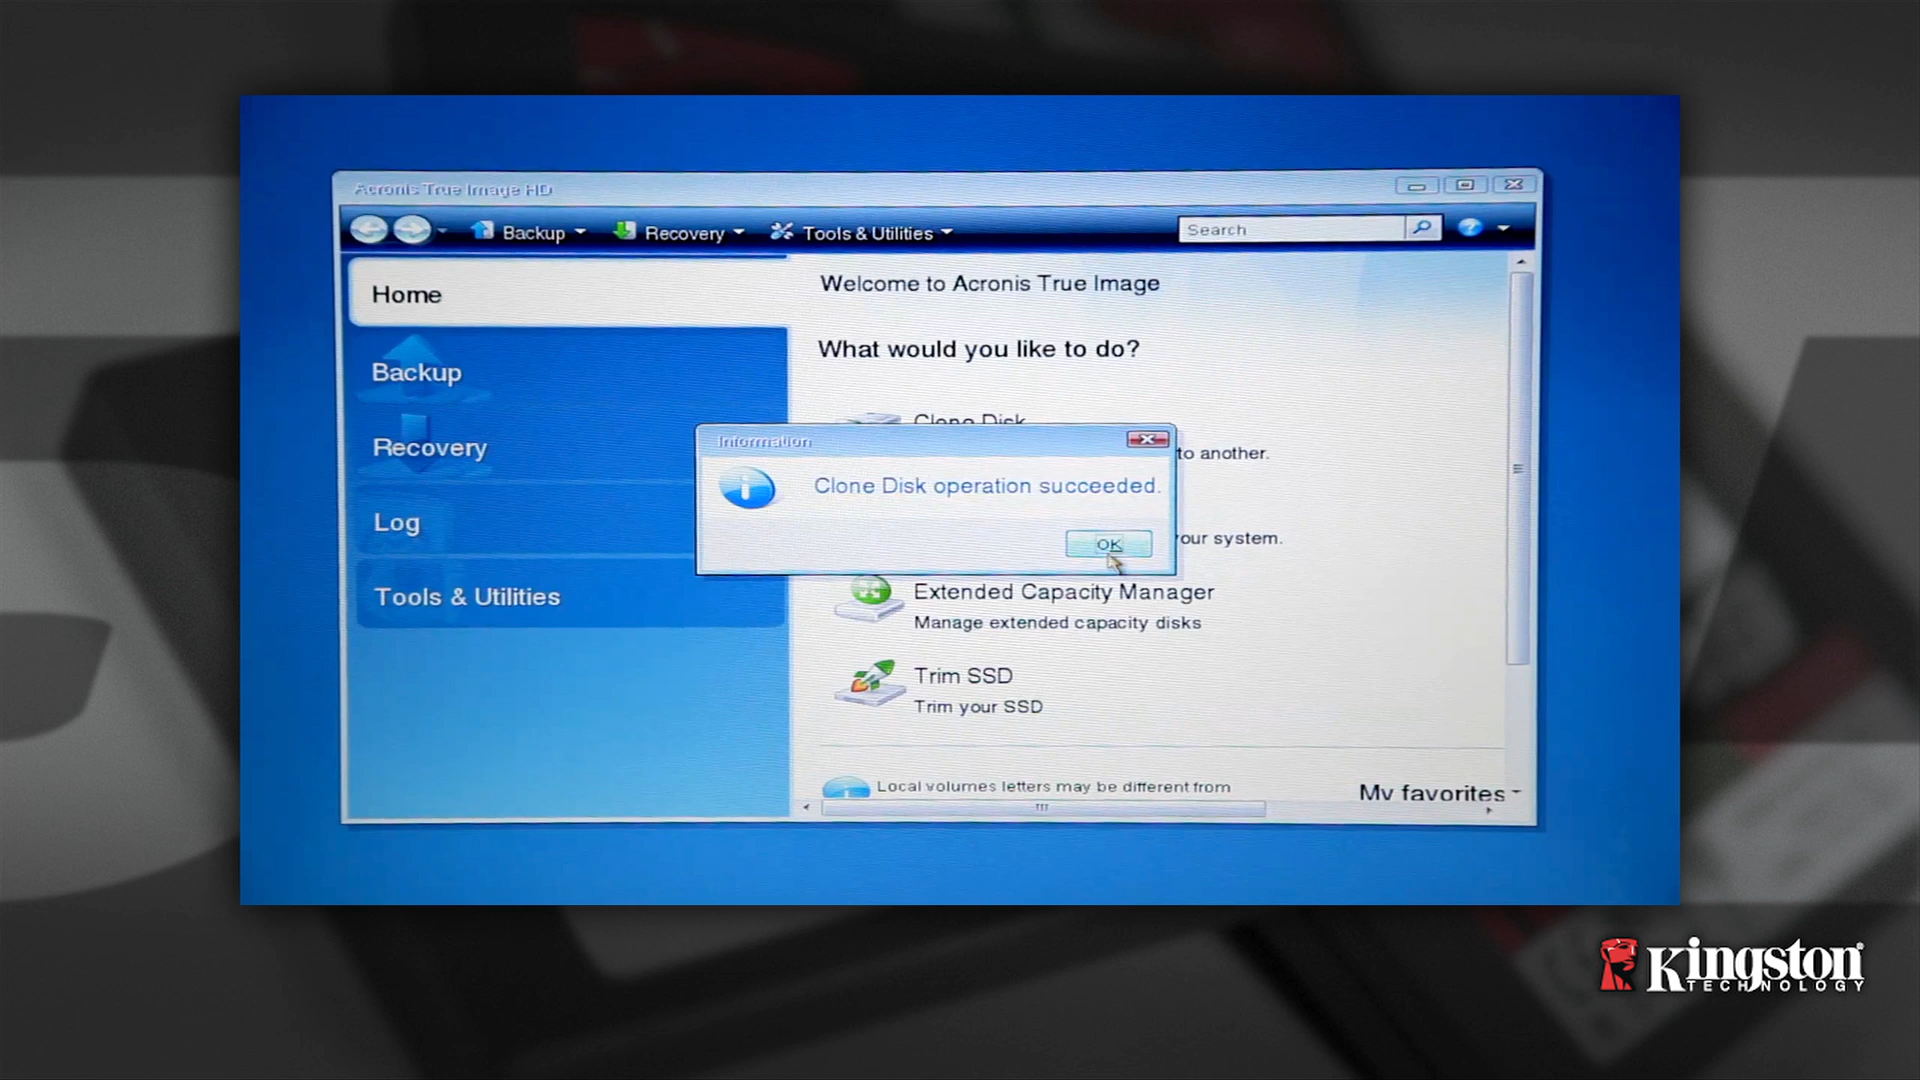 Acronis True Image HD
Backup
Recovery
Tools & Utilities
Search
Home
Backup
Recovery
Log
Tools & Utilities
Welcome to Acronis True Image
What would you like to do?
Clone Disk
to another.
Information
Clone Disk operation succeeded.
OK
our system.
Extended Capacity Manager
Manage extended capacity disks
Trim SSD
Trim your SSD
Local volumes letters may be different from
My favorites
Kingston
TECHNOLOGY